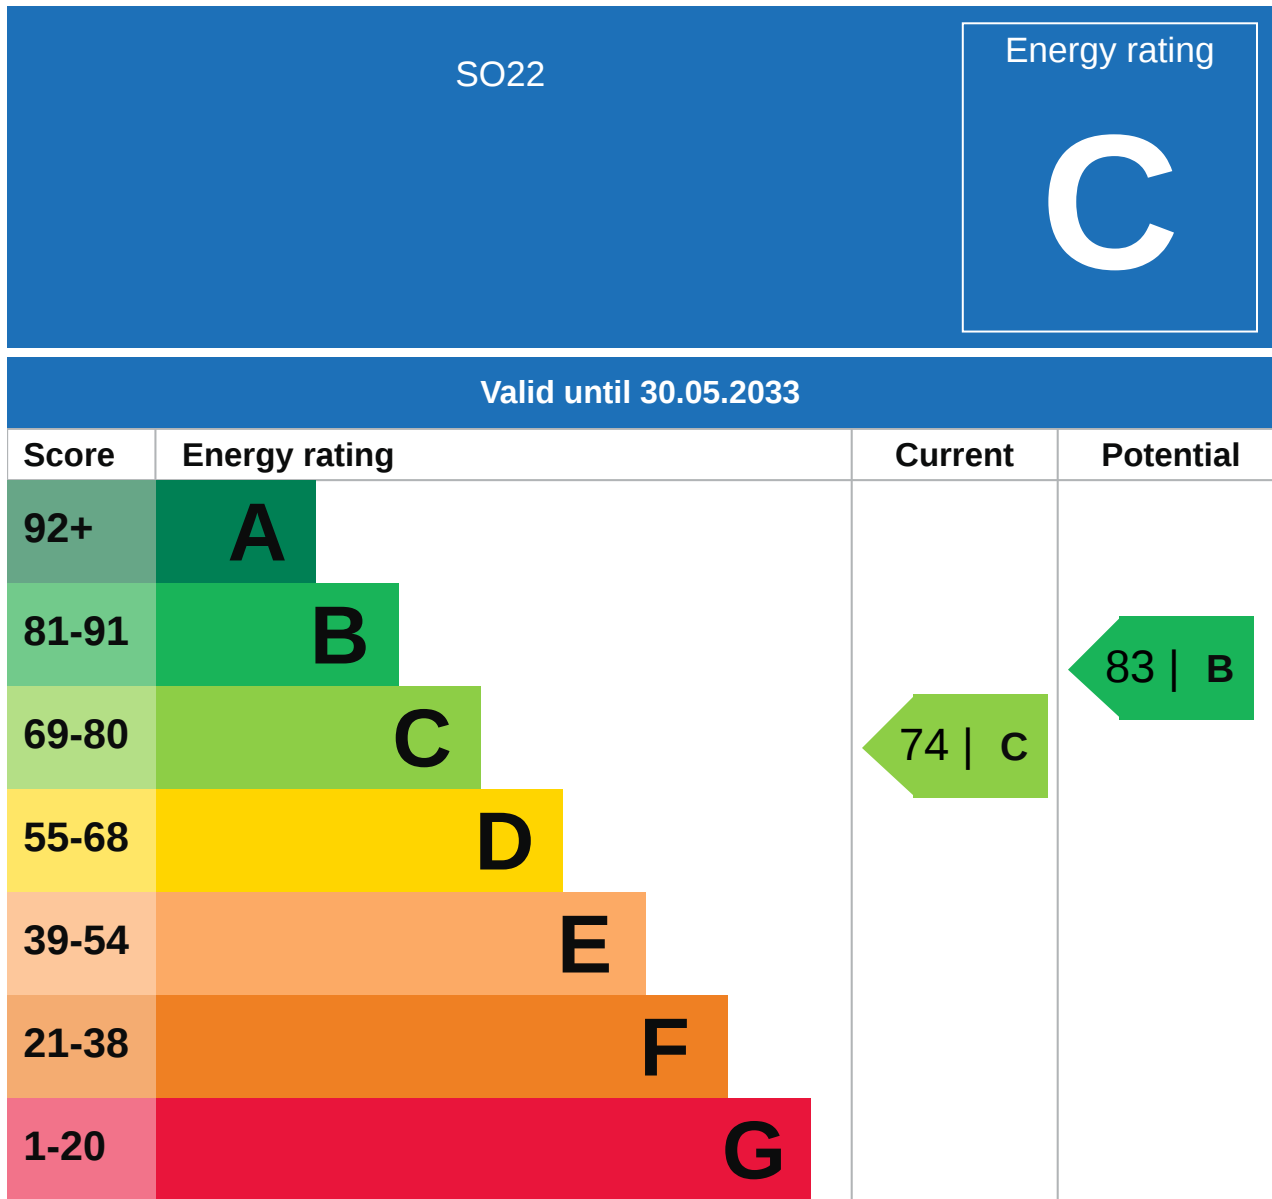 SO22
Energy rating
C
Valid until 30.05.2033
Score Energy rating Current Potential
92+ A
81-91 B
83 | B
69-80 C
74 | C
55-68 D
39-54 E
21-38 F
1-20 G